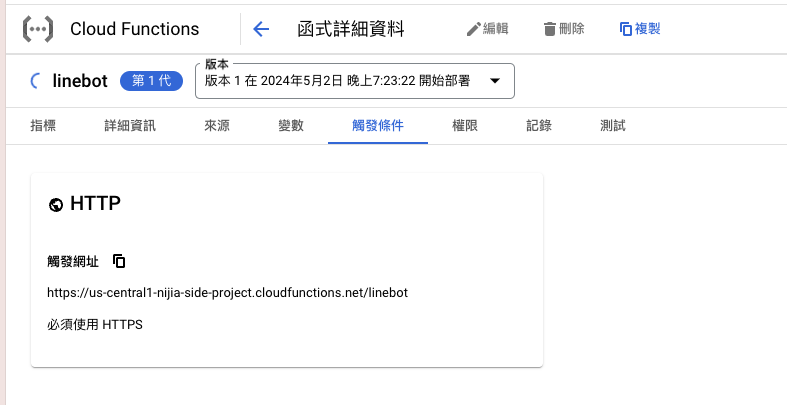 Cloud Functions
函式詳細資料
編輯
刪除
複製
linebot
第 1 代
版本
版本 1 在 2024年5月2日 晚上7:23:22 開始部署
指標
詳細資訊
來源
變數
觸發條件
權限
記錄
測試
HTTP
觸發網址
https://us-central1-nijia-side-project.cloudfunctions.net/linebot
必須使用 HTTPS